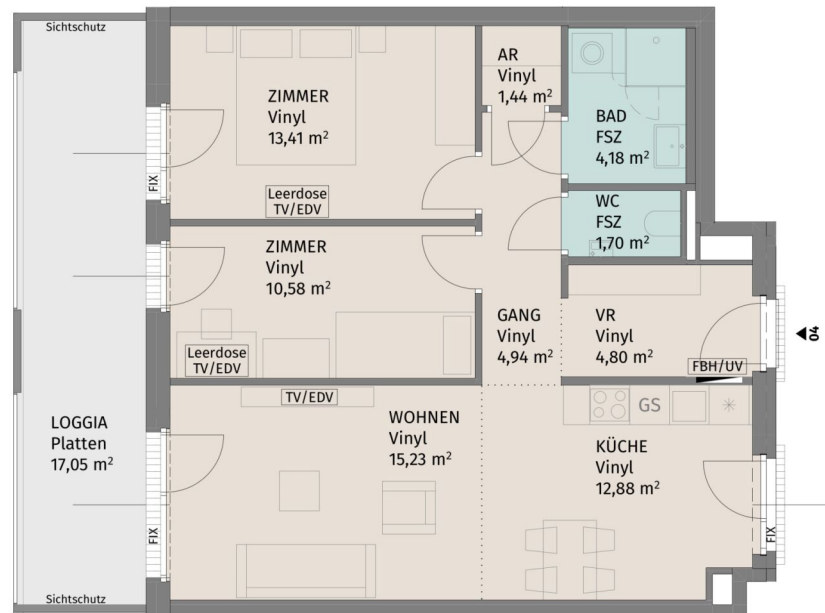 Sichtschutz
ZIMMER
Vinyl
13,41 m²
AR
Vinyl
1,44 m²
BAD
FSZ
4,18 m²
FIX
Leerdose
TV/EDV
WC
FSZ
1,70 m²
ZIMMER
Vinyl
10,58 m²
GANG
Vinyl
4,94 m²
VR
Vinyl
4,80 m²
04
Leerdose
TV/EDV
FBH/UV
TV/EDV
GS
LOGGIA
Platten
17,05 m²
WOHNEN
Vinyl
15,23 m²
KÜCHE
Vinyl
12,88 m²
FIX
FIX
Sichtschutz